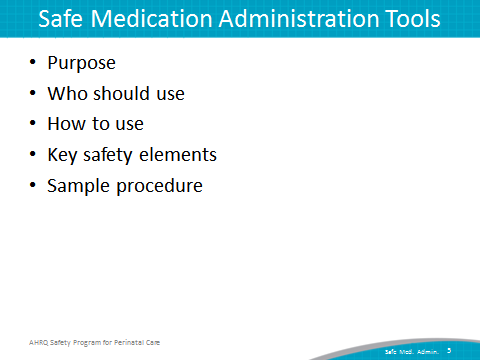 Safe Medication Administration Tools
• Purpose
• Who should use
• How to use
• Key safety elements
• Sample procedure
AHRQ Safety Program for Perinatal Care
Safe Med. Admin. 5